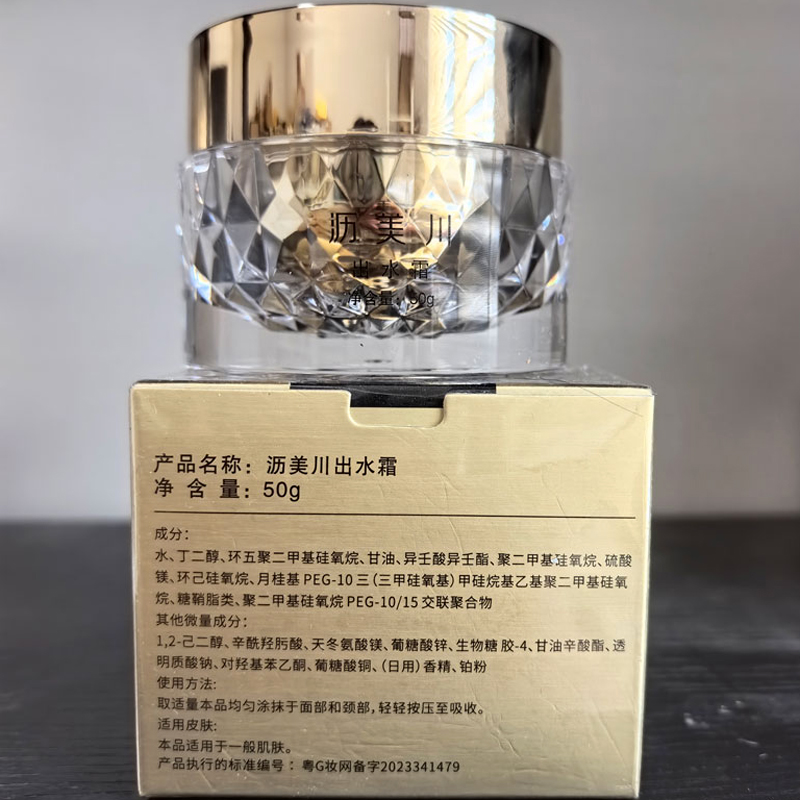 沥美川
出水霜
净含量：50g
产品名称：沥美川出水霜
净含量：50g
成分：
水、丁二醇、环五聚二甲基硅氧烷、甘油、异壬酸异壬酯、聚二甲基硅氧烷、硫酸
镁、环己硅氧烷、月桂基PEG-10三（三甲硅氧基）甲硅烷基乙基聚二甲基硅氧
烷、糖鞘脂类、聚二甲基硅氧烷PEG-10/15交联聚合物
其他微量成分：
1,2-己二醇、辛酰羟肟酸、天冬氨酸镁、葡糖酸锌、生物糖胶-4、甘油辛酸酯、透
明质酸钠、对羟基苯乙酮、葡糖酸铜、（日用）香精、铂粉
使用方法:
取适量本品均匀涂抹于面部和颈部，轻轻按压至吸收。
适用皮肤:
本品适用于一般肌肤。
产品执行的标准编号：粤G妆网备字2023341479